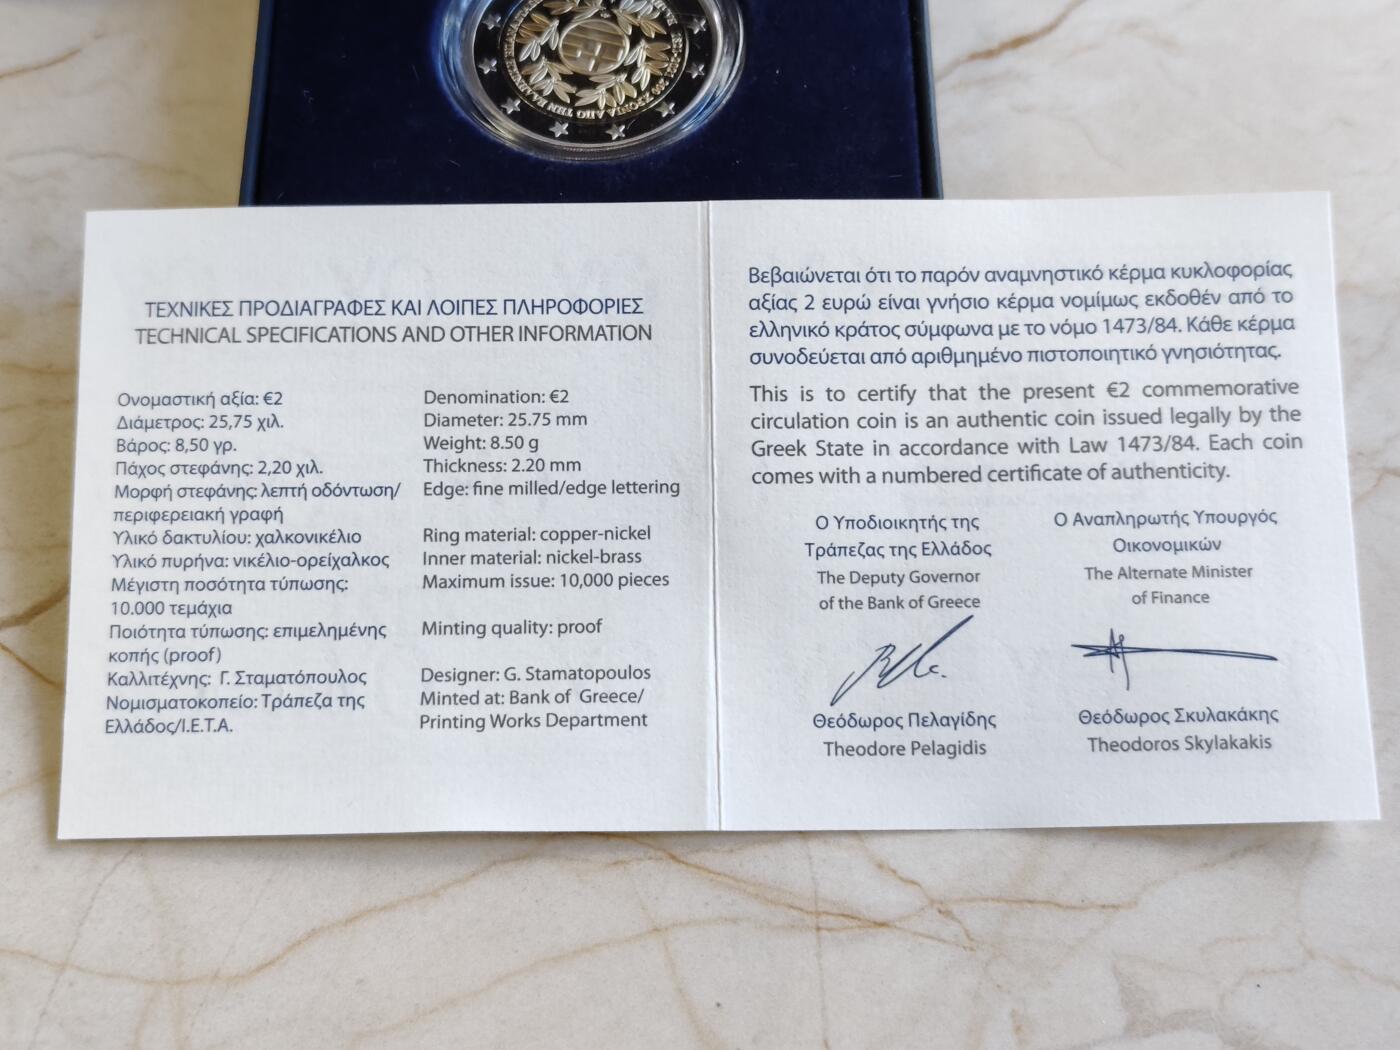 1821-2021 200 ΧΡΟΝΙΑ ΑΠΟ ΤΗΝ ΕΛΛΗΝΙΚΗ ΕΠΑΝΑΣΤΑΣΗ
ΤΕΧΝΙΚΕΣ ΠΡΟΔΙΑΓΡΑΦΕΣ ΚΑΙ ΛΟΙΠΕΣ ΠΛΗΡΟΦΟΡΙΕΣ
TECHNICAL SPECIFICATIONS AND OTHER INFORMATION
Ονομαστική αξία: €2
Διάμετρος: 25,75 χιλ.
Βάρος: 8,50 γρ.
Πάχος στεφάνης: 2,20 χιλ.
Μορφή στεφάνης: λεπτή οδόντωση/
περιφερειακή γραφή
Υλικό δακτυλίου: χαλκονικέλιο
Υλικό πυρήνα: νικέλιο-ορείχαλκος
Μέγιστη ποσότητα τύπωσης:
10.000 τεμάχια
Ποιότητα τύπωσης: επιμελημένης
κοπής (proof)
Καλλιτέχνης: Γ. Σταματόπουλος
Νομισματοκοπείο: Τράπεζα της
Ελλάδος/Ι.Ε.Τ.Α.
Denomination: €2
Diameter: 25.75 mm
Weight: 8.50 g
Thickness: 2.20 mm
Edge: fine milled/edge lettering
Ring material: copper-nickel
Inner material: nickel-brass
Maximum issue: 10,000 pieces
Minting quality: proof
Designer: G. Stamatopoulos
Minted at: Bank of Greece/
Printing Works Department
Βεβαιώνεται ότι το παρόν αναμνηστικό κέρμα κυκλοφορίας
αξίας 2 ευρώ είναι γνήσιο κέρμα νομίμως εκδοθέν από το
ελληνικό κράτος σύμφωνα με το νόμο 1473/84. Κάθε κέρμα
συνοδεύεται από αριθμημένο πιστοποιητικό γνησιότητας.
This is to certify that the present €2 commemorative
circulation coin is an authentic coin issued legally by the
Greek State in accordance with Law 1473/84. Each coin
comes with a numbered certificate of authenticity.
Ο Υποδιοικητής της
Τράπεζας της Ελλάδος
The Deputy Governor
of the Bank of Greece
Θεόδωρος Πελαγίδης
Theodore Pelagidis
Ο Αναπληρωτής Υπουργός
Οικονομικών
The Alternate Minister
of Finance
Θεόδωρος Σκυλακάκης
Theodoros Skylakakis